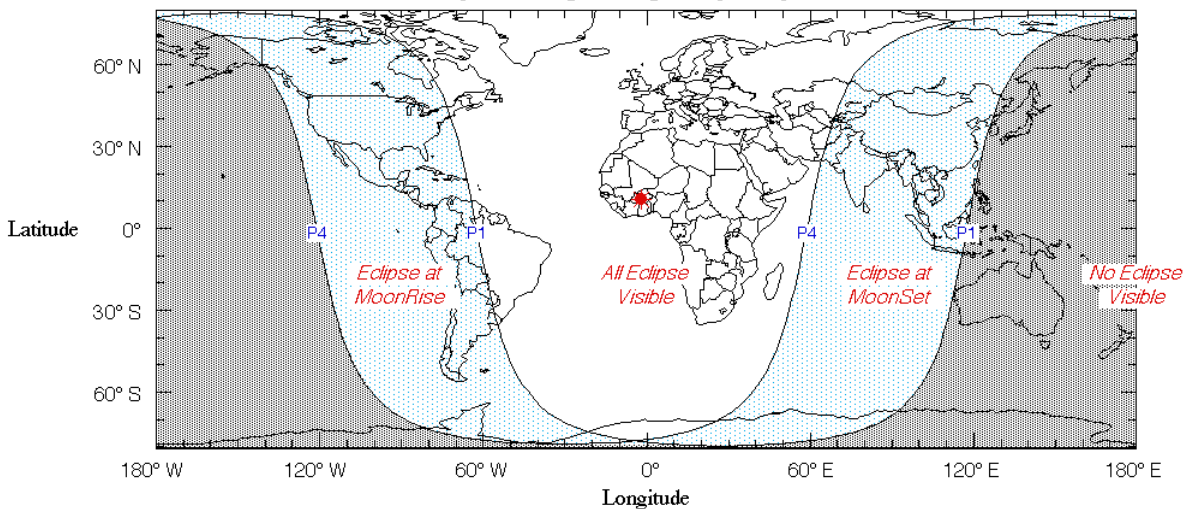 60° N
30° N
Latitude
0°
P4
P1
P4
P1
Eclipse at
MoonRise
All Eclipse
Visible
Eclipse at
MoonSet
No Eclipse
Visible
30° S
60° S
180° W
120° W
60° W
0°
60° E
120° E
180° E
Longitude